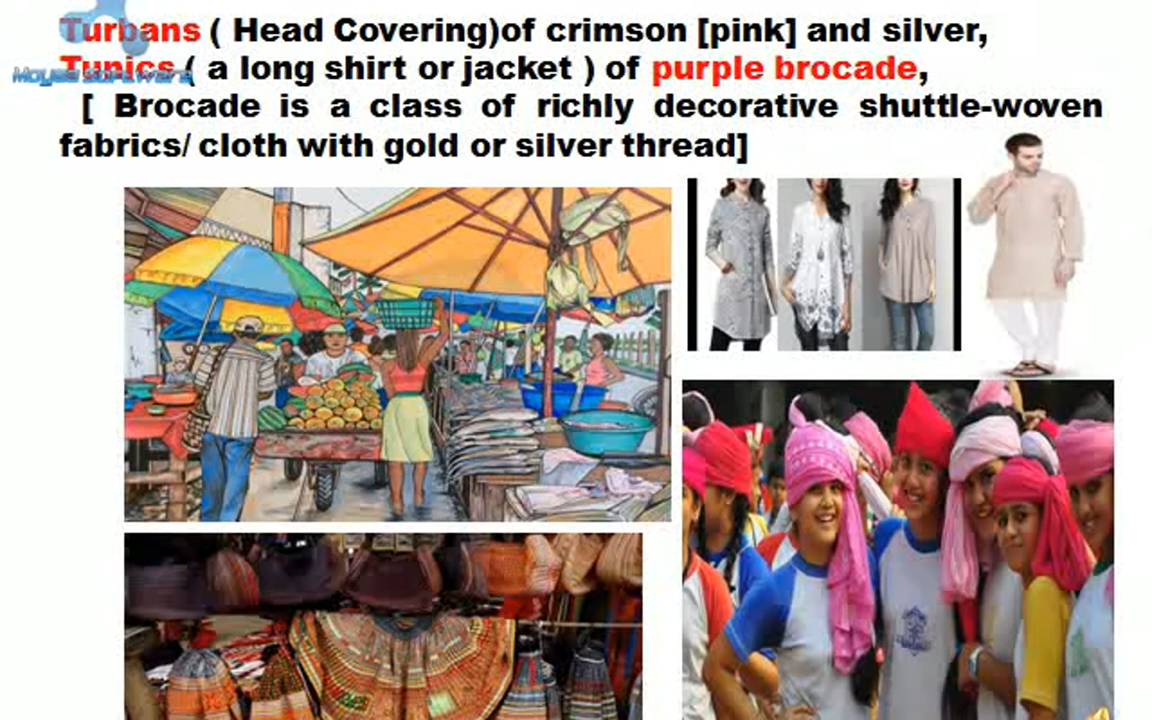 Turbans ( Head Covering)of crimson [pink] and silver,
Tunics ( a long shirt or jacket ) of purple brocade,
[ Brocade is a class of richly decorative shuttle-woven
fabrics/ cloth with gold or silver thread]